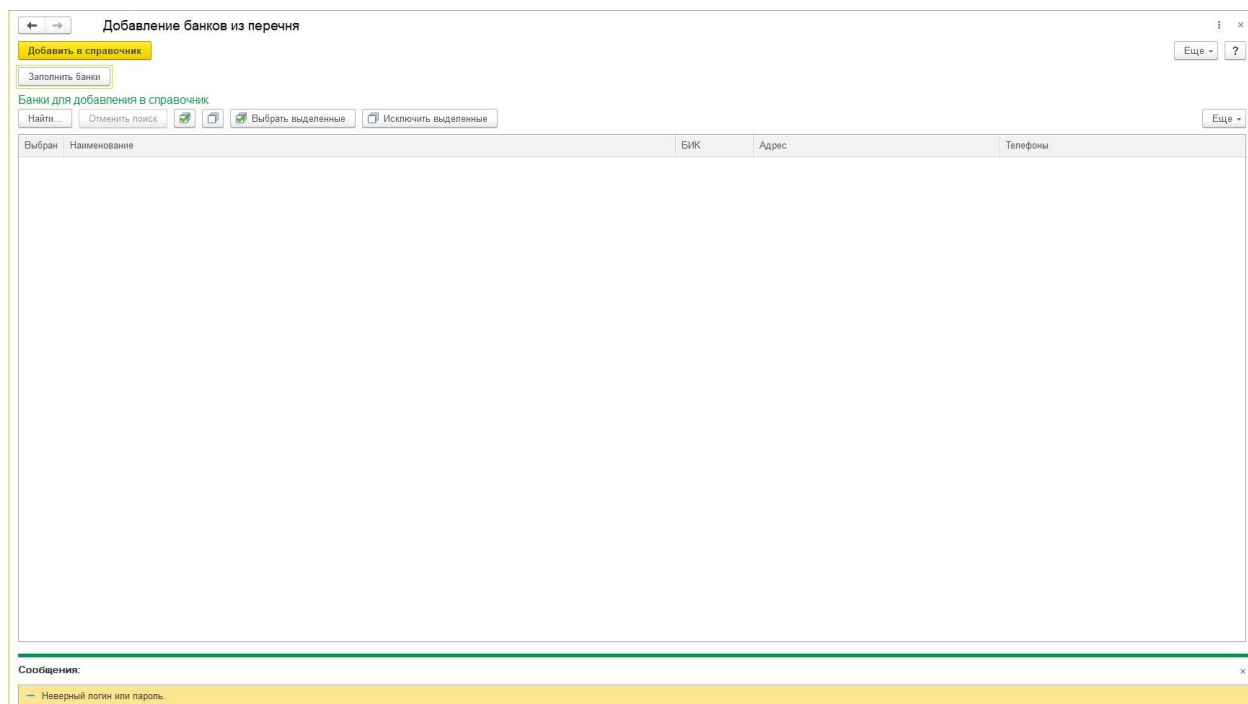 Добавление банков из перечня
Добавить в справочник
Еще
?
Заполнить банки
Банки для добавления в справочник
Найти...
Отменить поиск
Выбрать выделенные
Исключить выделенные
Еще
Выбран Наименование БИК Адрес Телефоны
Сообщения:
Неверный логин или пароль.